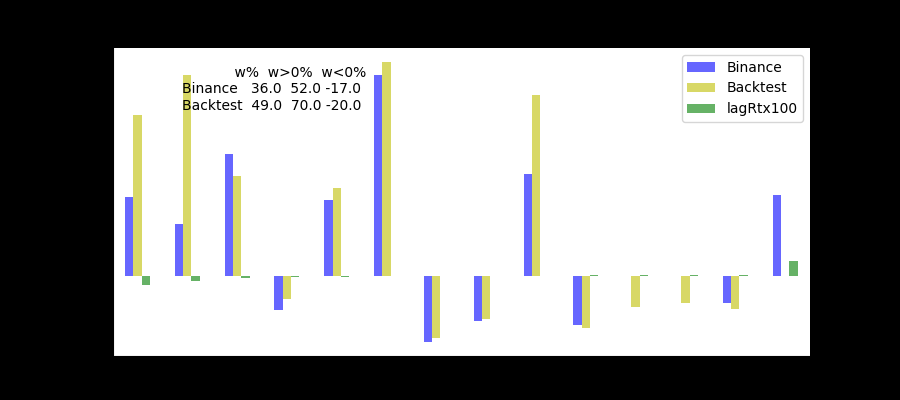 w%  w>0%  w<0%
Binance   36.0  52.0 -17.0
Backtest  49.0  70.0 -20.0
Binance
Backtest
lagRtx100